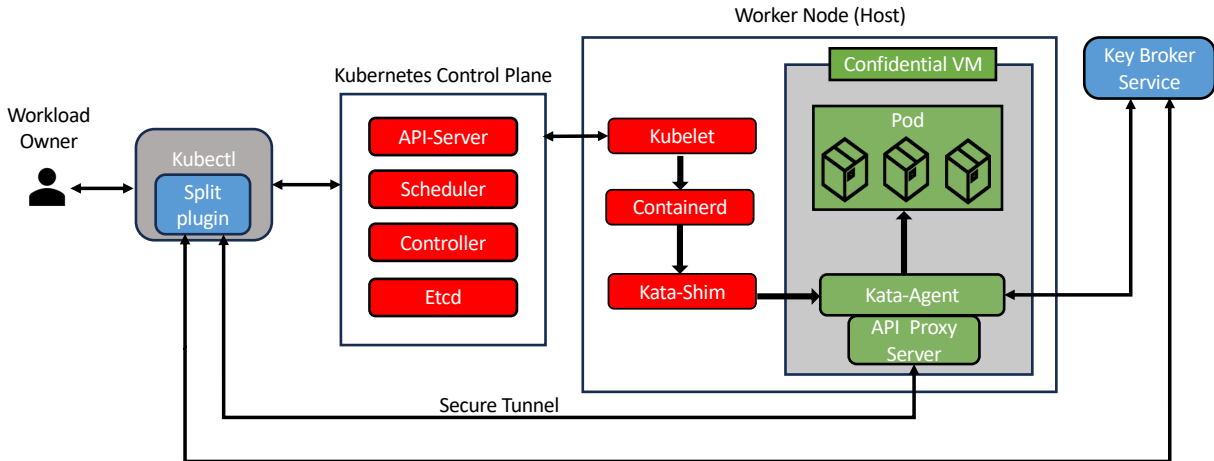 Worker Node (Host)
Kubernetes Control Plane
Confidential VM
Key Broker
Service
Workload
Owner
API-Server
Kubelet
Pod
Kubectl
Split
plugin
Scheduler
Containerd
Controller
Etcd
Kata-Shim
Kata-Agent
API Proxy
Server
Secure Tunnel